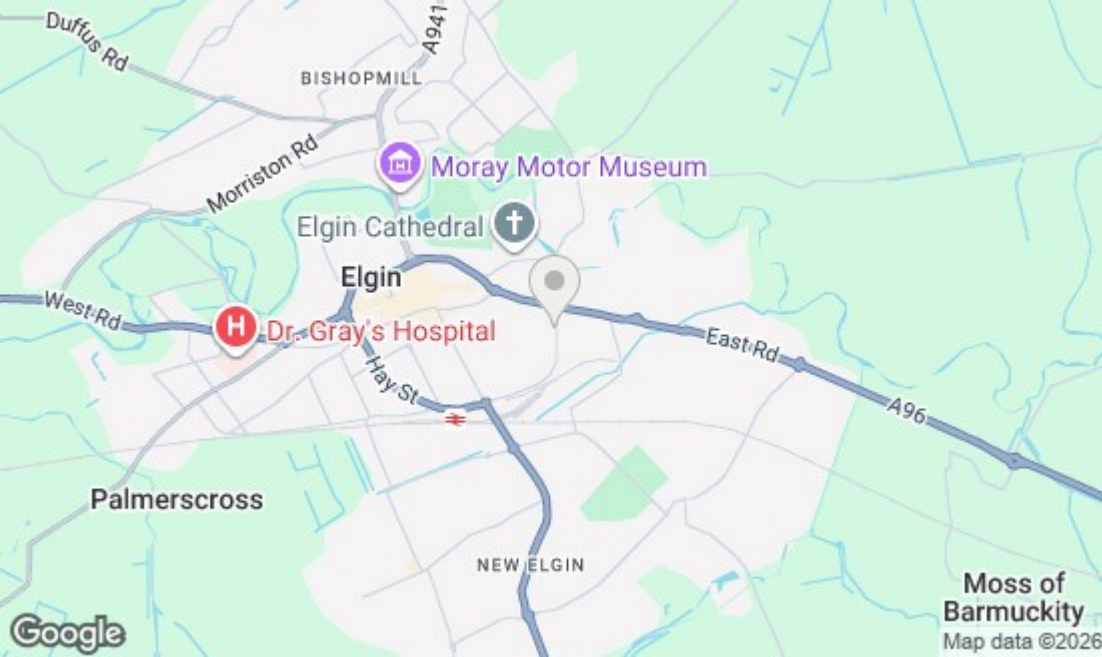 Duffus Rd
A941
BISHOPMILL
Morriston Rd
Moray Motor Museum
Elgin Cathedral
Elgin
West Rd
H
Dr. Gray's Hospital
East Rd
Hay St
A96
Palmerscross
NEW ELGIN
Moss of
Barmuckity
Google
Map data ©2026